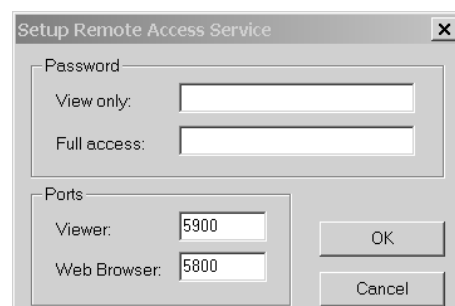 Setup Remote Access Service
Password
View only:
Full access:
Ports
Viewer: 5900
Web Browser: 5800
OK
Cancel